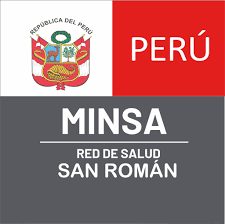 REPÚBLICA DEL PERÚ
PERÚ
MINSA
RED DE SALUD
SAN ROMÁN